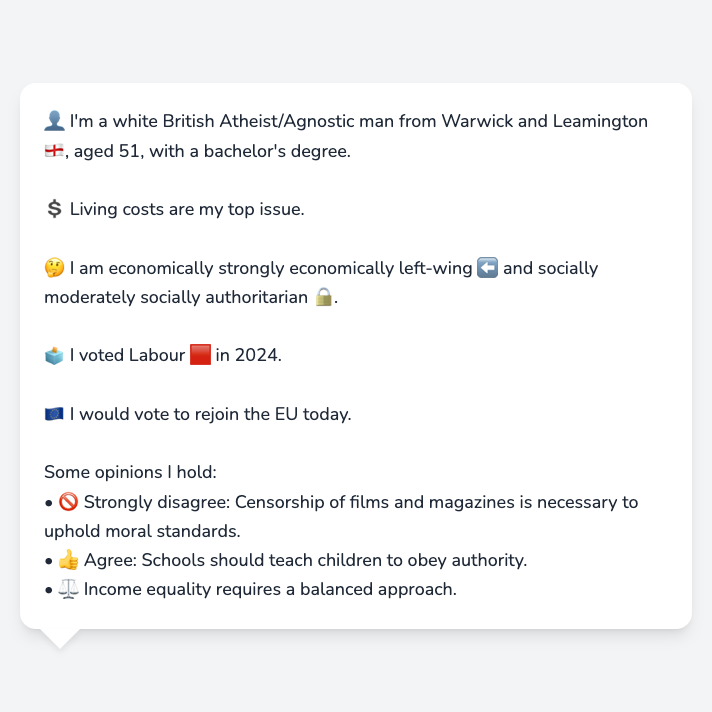 👤 I'm a white British Atheist/Agnostic man from Warwick and Leamington
🏴󠁧󠁢󠁥󠁮󠁧󠁿, aged 51, with a bachelor's degree.
💲 Living costs are my top issue.
🤔 I am economically strongly economically left-wing ⬅️ and socially
moderately socially authoritarian 🔒.
🗳️ I voted Labour 🟥 in 2024.
🇪🇺 I would vote to rejoin the EU today.
Some opinions I hold:
• 🚫 Strongly disagree: Censorship of films and magazines is necessary to
uphold moral standards.
• 👍 Agree: Schools should teach children to obey authority.
• ⚖️ Income equality requires a balanced approach.